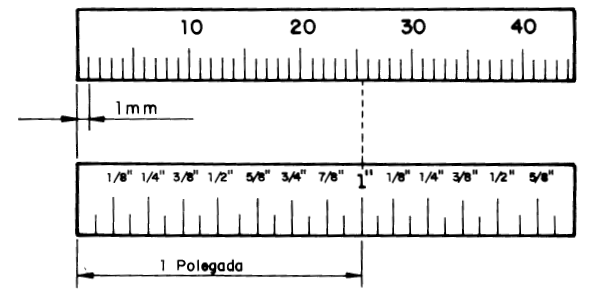 10 20 30 40
1mm
1/8" 1/4" 3/8" 1/2" 5/8" 3/4" 7/8" 1" 1/8" 1/4" 3/8" 1/2" 5/8"
1 Polegada